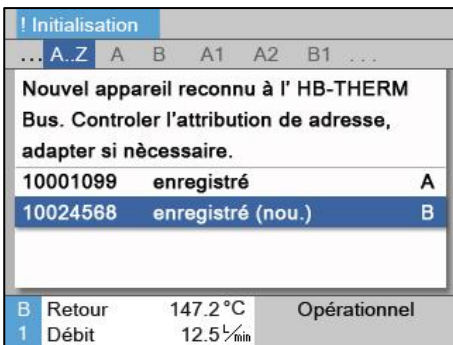 ! Initialisation
... A..Z A B A1 A2 B1 ...
Nouvel appareil reconnu à l' HB-THERM
Bus. Controler l'attribution de adresse,
adapter si nècessaire.
10001099 enregistré A
10024568 enregistré (nou.) B
B Retour 147.2 °C Opérationnel
1 Débit 12.5 L/min